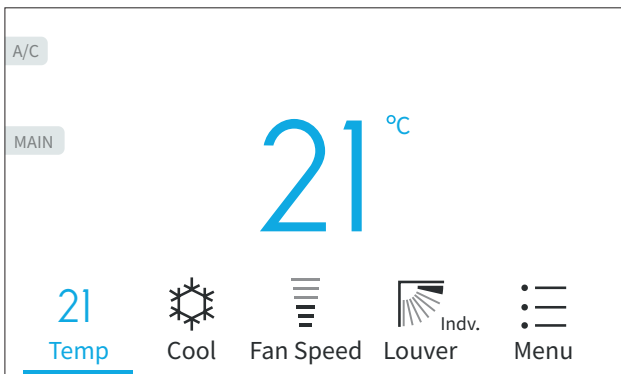 A/C
MAIN
21 °C
21
Indv.
Temp Cool Fan Speed Louver Menu